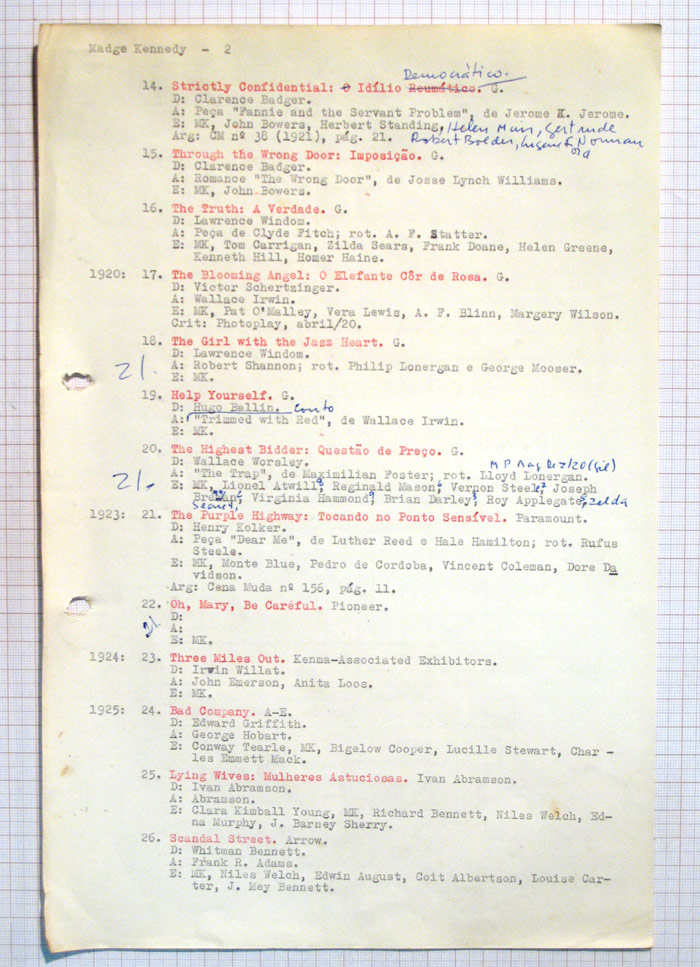 Madge Kennedy - 2
Democrático.
14. Strictly Confidential: O Idílio Reumático. G.
D: Clarence Badger.
A: Peça "Fannie and the Servant Problem", de Jerome K. Jerome.
E: MK, John Bowers, Herbert Standing, Helen Muir, Gertrude
Arg: CM nº 38 (1921), pág. 21. Robert Bolder, Norman
15. Through the Wrong Door: Imposição. G.
D: Clarence Badger.
A: Romance "The Wrong Door", de Josse Lynch Williams.
E: MK, John Bowers.
16. The Truth: A Verdade. G.
D: Lawrence Windom.
A: Peça de Clyde Fitch; rot. A. F. Statter.
E: MK, Tom Carrigan, Zilda Sears, Frank Doane, Helen Greene,
Kenneth Hill, Homer Haine.
1920: 17. The Blooming Angel: O Elefante Côr de Rosa. G.
D: Victor Schertzinger.
A: Wallace Irwin.
E: MK, Pat O'Malley, Vera Lewis, A. F. Blinn, Margery Wilson.
Crit: Photoplay, abril/20.
18. The Girl with the Jazz Heart. G.
D: Lawrence Windom.
21. A: Robert Shannon; rot. Philip Lonergan e George Mooser.
E: MK.
19. Help Yourself. G.
D: Hugo Ballin. conto
A: "Trimmed with Red", de Wallace Irwin.
E: MK.
20. The Highest Bidder: Questão de Preço. G.
D: Wallace Worsley. M P Mag Dez/20
A: "The Trap", de Maximilian Foster; rot. Lloyd Lonergan.
21. E: MK, Lionel Atwill, Reginald Mason, Vernon Steele, Joseph
Brennan, Virginia Hammond, Brian Darley, Roy Applegate, Zelda
Sears.
1923: 21. The Purple Highway: Tocando no Ponto Sensível. Paramount.
D: Henry Kolker.
A: Peça "Dear Me", de Luther Reed e Hale Hamilton; rot. Rufus
Steele.
E: MK, Monte Blue, Pedro de Cordoba, Vincent Coleman, Dore Da
vidson.
Arg: Cena Muda nº 156, pág. 11.
22. Oh, Mary, Be Careful. Pioneer.
D:
21. A:
E: MK.
1924: 23. Three Miles Out. Kenma-Associated Exhibitors.
D: Irwin Willat.
A: John Emerson, Anita Loos.
E: MK.
1925: 24. Bad Company. A-E.
D: Edward Griffith.
A: George Hobart.
E: Conway Tearle, MK, Bigelow Cooper, Lucille Stewart, Char -
les Emmett Mack.
25. Lying Wives: Mulheres Astuciosas. Ivan Abramson.
D: Ivan Abramson.
A: Abramson.
E: Clara Kimball Young, MK, Richard Bennett, Niles Welch, Ed-
na Murphy, J. Barney Sherry.
26. Scandal Street. Arrow.
D: Whitman Bennett.
A: Frank R. Adams.
E: MK, Niles Welch, Edwin August, Coit Albertson, Louise Car-
ter, J. Mey Bennett.